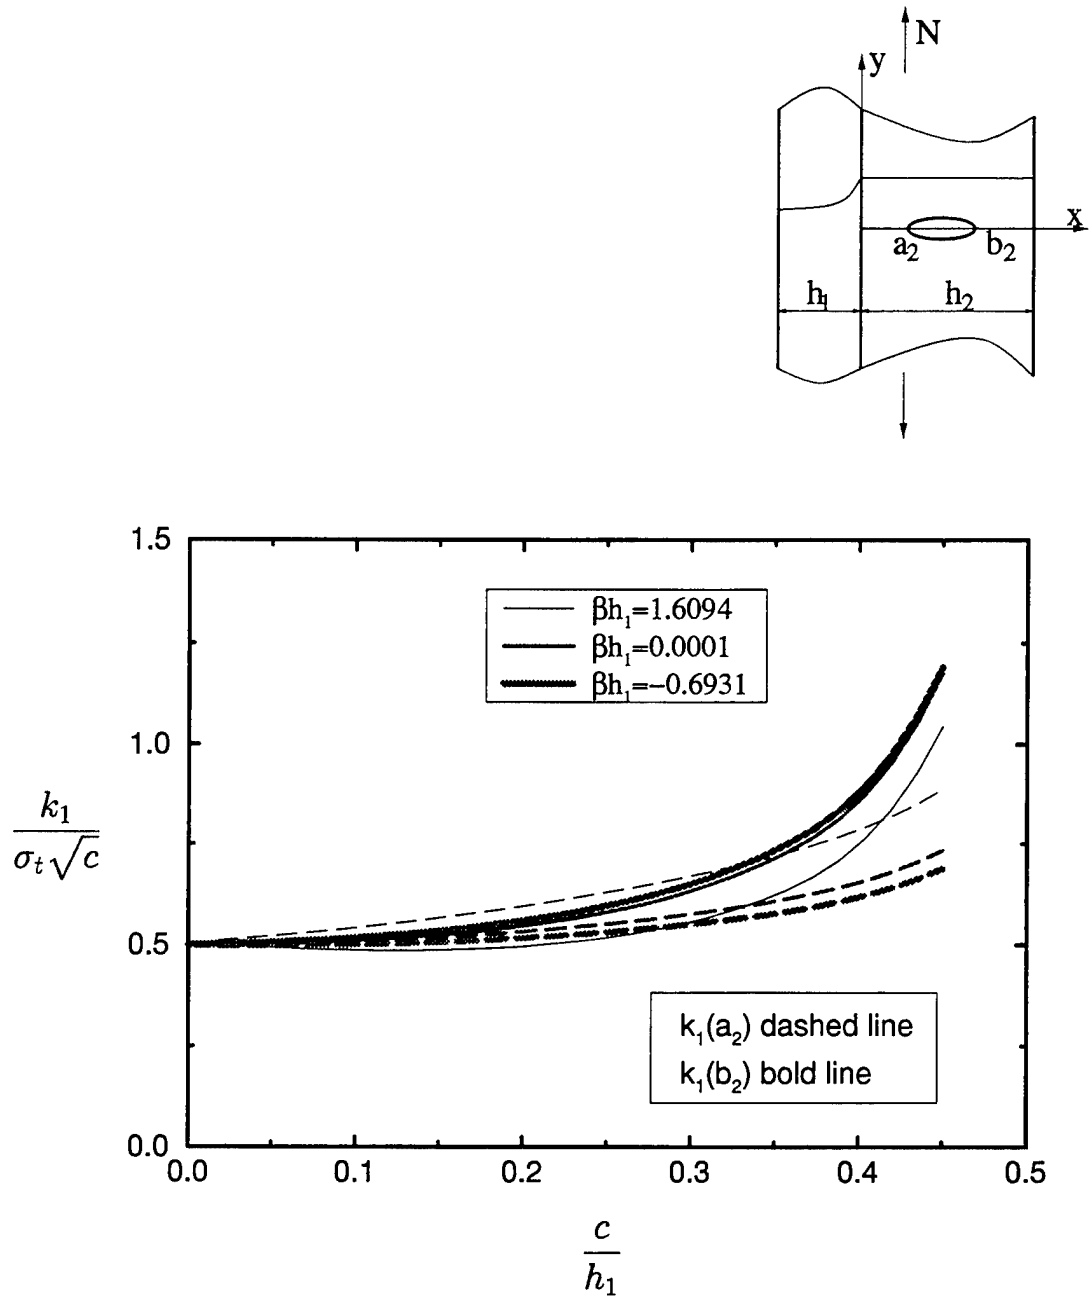 N
y
x
a₂ b₂
h₁ h₂
1.5
βh₁=1.6094
βh₁=0.0001
βh₁=−0.6931
1.0
k₁
σₜ√c
0.5
k₁(a₂) dashed line
k₁(b₂) bold line
0.0
0.0 0.1 0.2 0.3 0.4 0.5
c
h₁